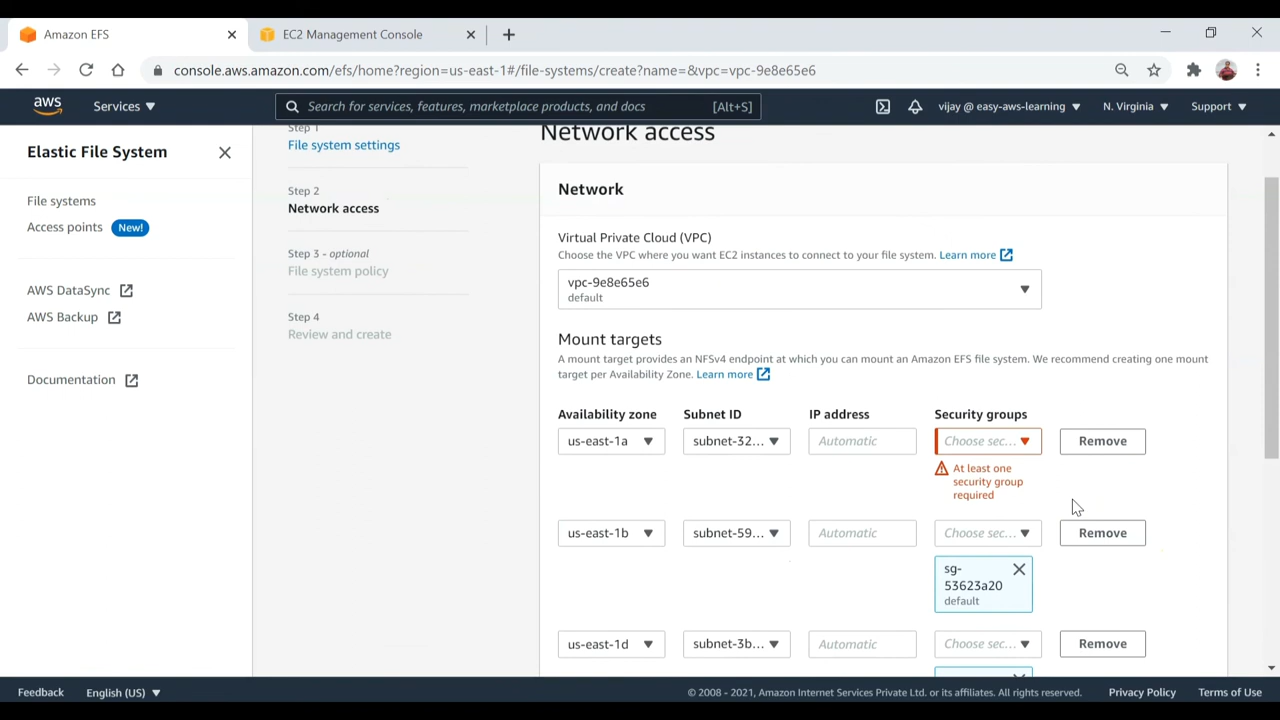 Amazon EFS
EC2 Management Console
console.aws.amazon.com/efs/home?region=us-east-1#/file-systems/create?name=&vpc=vpc-9e8e65e6
aws
Services
Search for services, features, marketplace products, and docs [Alt+S]
vijay @ easy-aws-learning
N. Virginia
Support
Elastic File System
File systems
Access points New!
AWS DataSync
AWS Backup
Documentation
Step 1
File system settings
Step 2
Network access
Step 3 - optional
File system policy
Step 4
Review and create
Network access
Network
Virtual Private Cloud (VPC)
Choose the VPC where you want EC2 instances to connect to your file system. Learn more
vpc-9e8e65e6
default
Mount targets
A mount target provides an NFSv4 endpoint at which you can mount an Amazon EFS file system. We recommend creating one mount
target per Availability Zone. Learn more
Availability zone Subnet ID IP address Security groups
us-east-1a subnet-32... Automatic Choose sec... Remove
At least one
security group
required
us-east-1b subnet-59... Automatic Choose sec... Remove
sg-
53623a20
default
us-east-1d subnet-3b... Automatic Choose sec... Remove
Feedback English (US) © 2008 - 2021, Amazon Internet Services Private Ltd. or its affiliates. All rights reserved. Privacy Policy Terms of Use